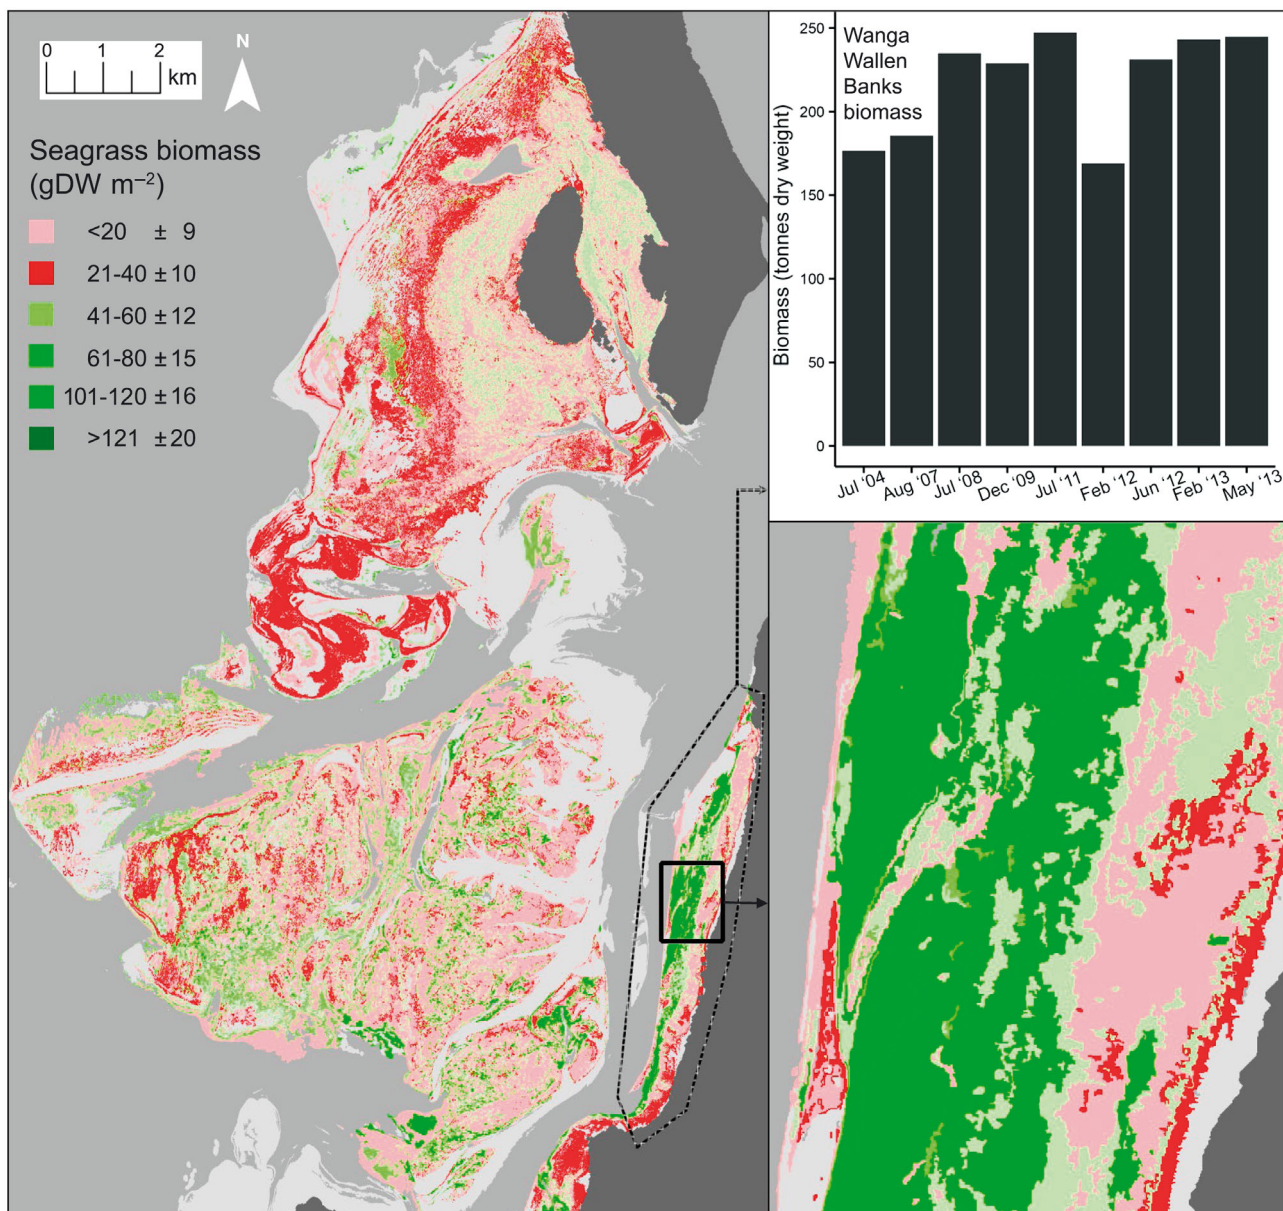 0 1 2
km
N
Seagrass biomass
(gDW m⁻²)
<20 ± 9
21-40 ±10
41-60 ±12
61-80 ±15
101-120 ±16
>121 ±20
Wanga
Wallen
Banks
biomass
Biomass (tonnes dry weight)
250
200
150
200
100
50
0
Jul ‘04
Aug ‘07
Jul ‘08
Dec ‘09
Jul ‘11
Feb ‘12
Jun ‘12
Feb ‘13
May ‘13